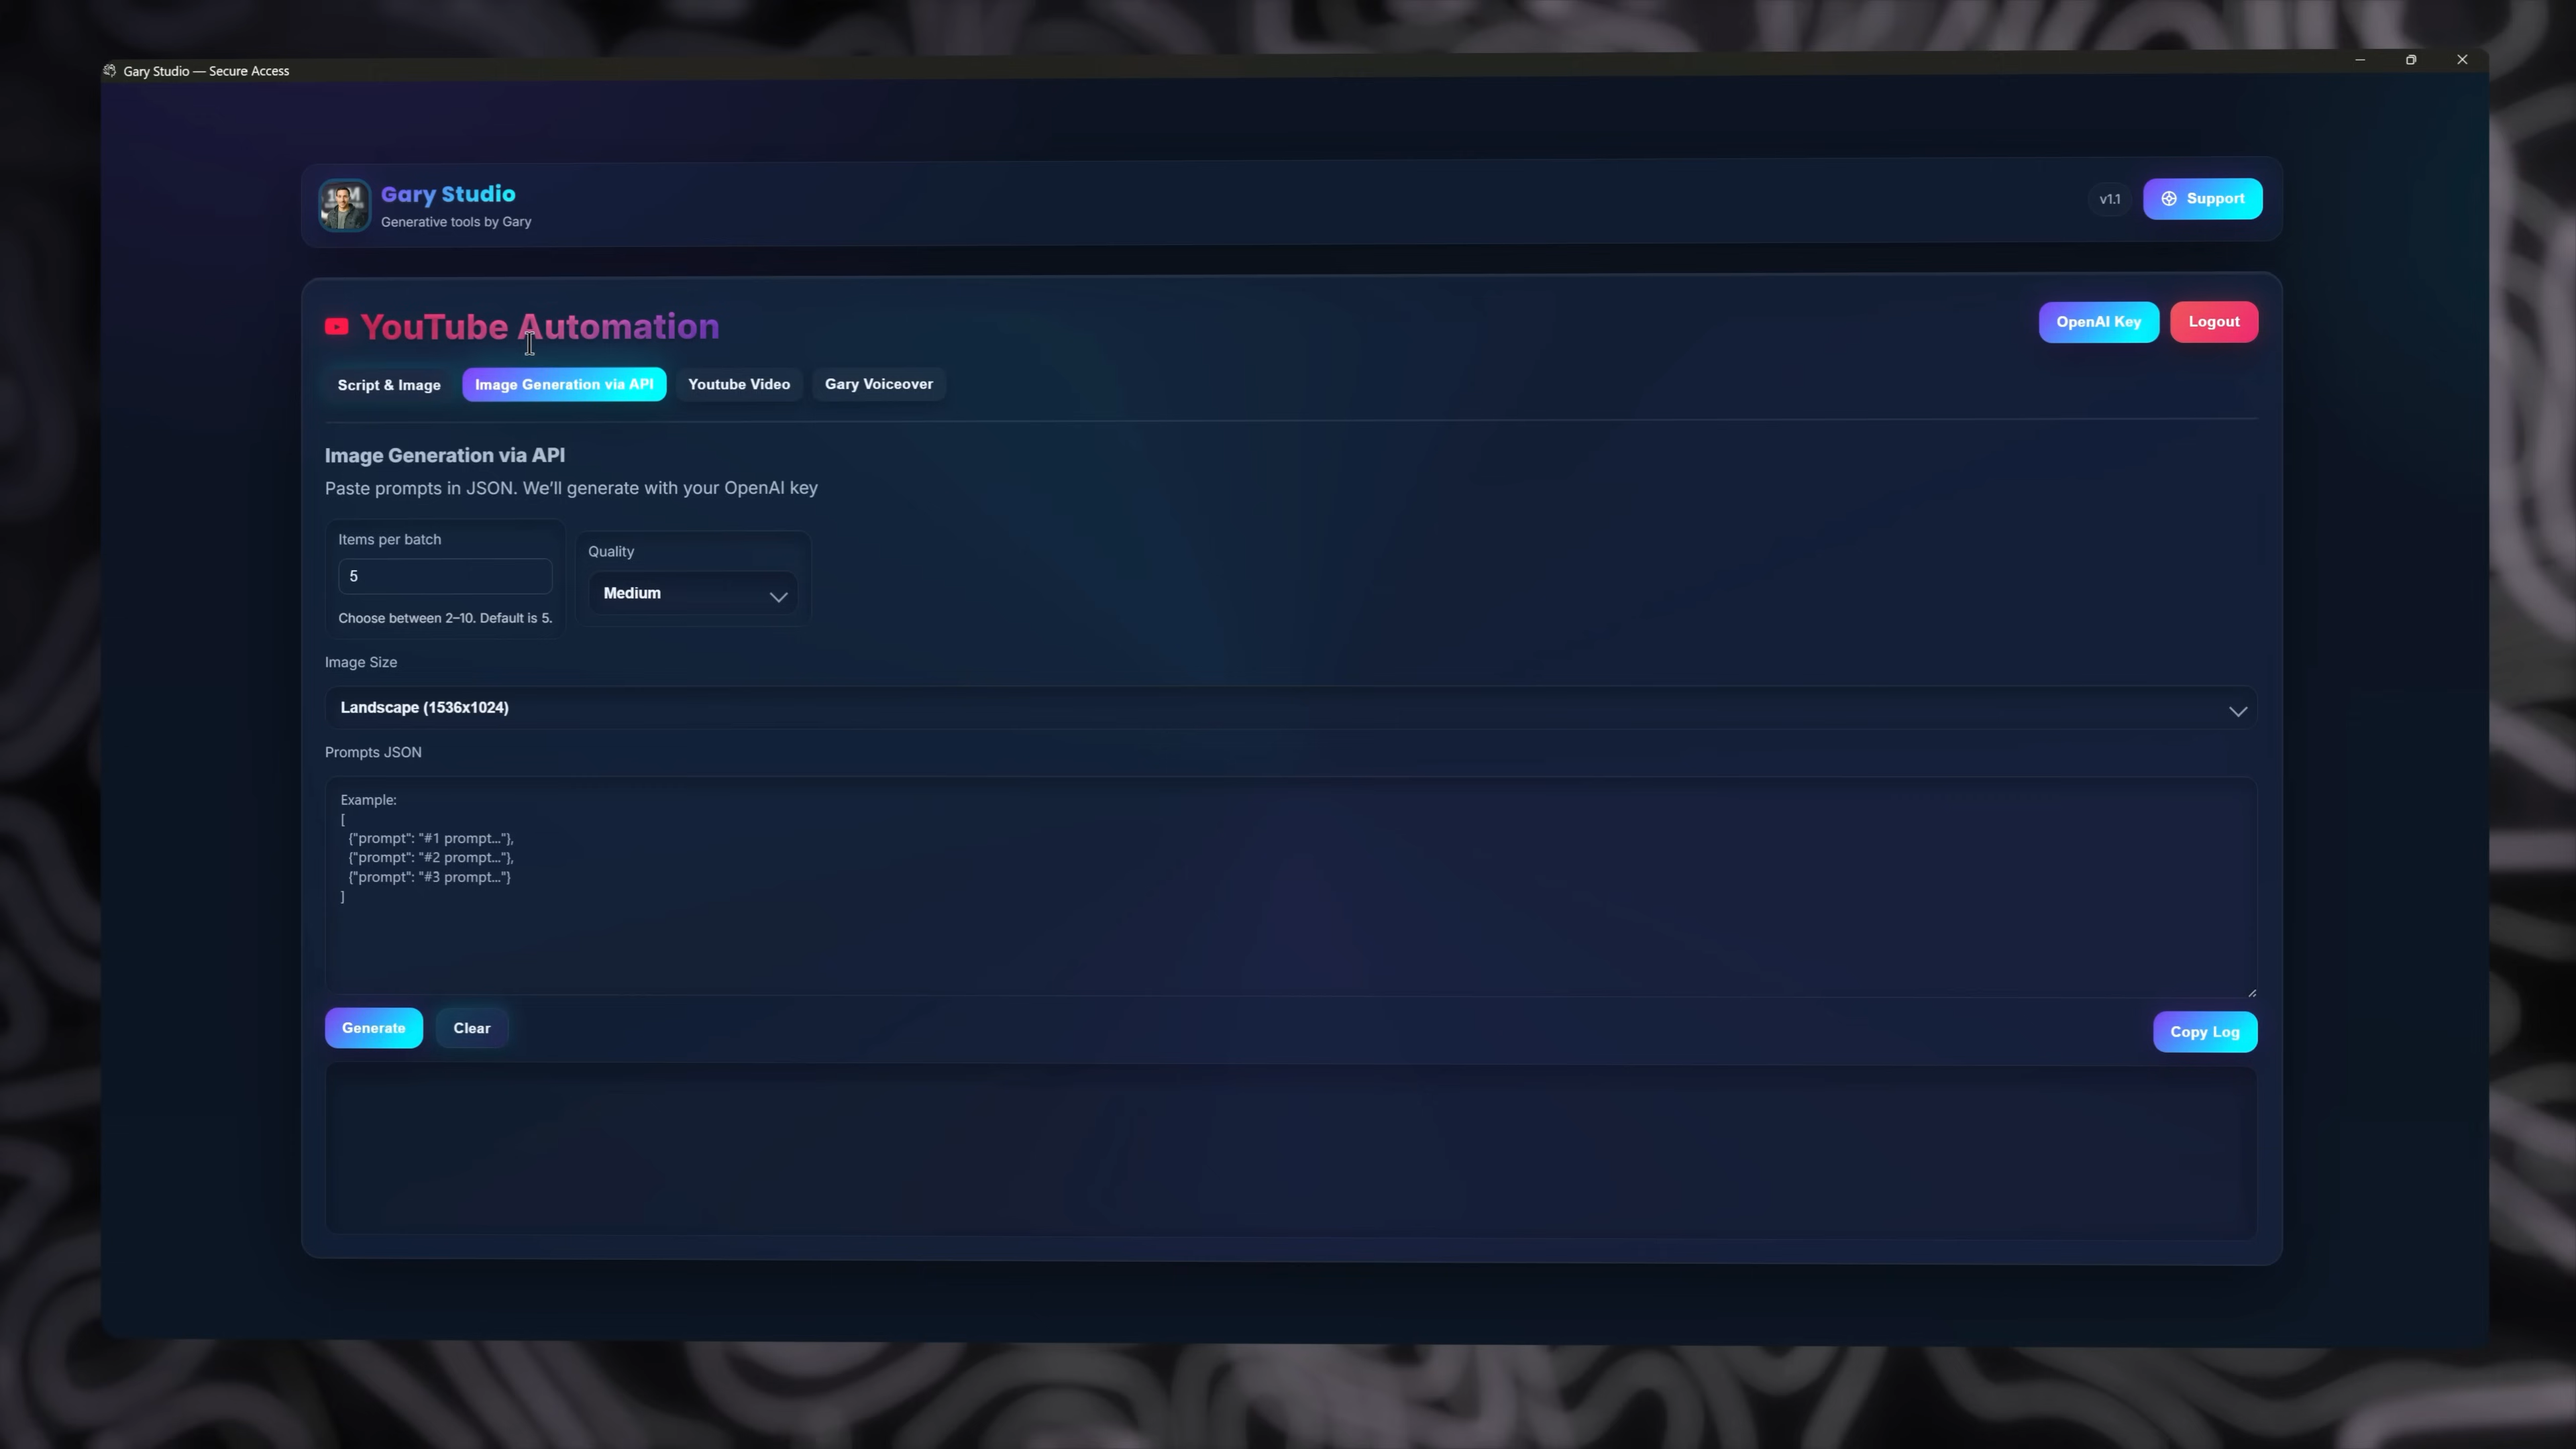 Gary Studio — Secure Access
Gary Studio
Generative tools by Gary
v1.1
Support
YouTube Automation
OpenAI Key
Logout
Script & Image
Image Generation via API
Youtube Video
Gary Voiceover
Image Generation via API
Paste prompts in JSON. We'll generate with your OpenAI key
Items per batch
5
Choose between 2–10. Default is 5.
Quality
Medium
Image Size
Landscape (1536x1024)
Prompts JSON
Example:
[
{"prompt": "#1 prompt..."},
{"prompt": "#2 prompt..."},
{"prompt": "#3 prompt..."}
]
Generate
Clear
Copy Log